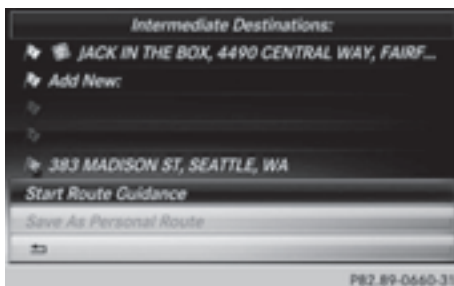 Intermediate Destinations:
JACK IN THE BOX, 4490 CENTRAL WAY, FAIRF...
Add New:
383 MADISON ST, SEATTLE, WA
Start Route Guidance
Save As Personal Route
P82.89-0660-31